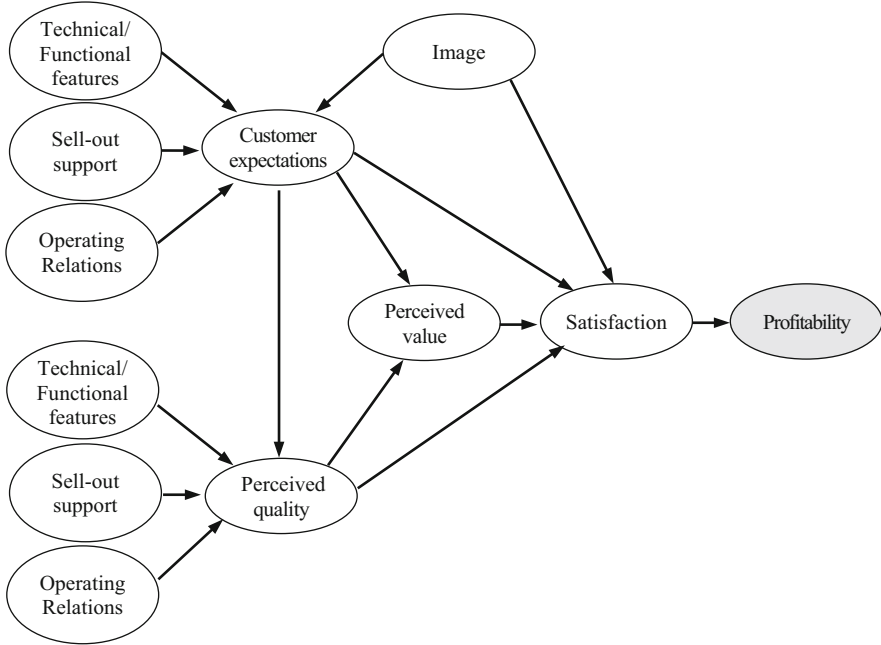 Technical/
Functional
features
Image
Sell-out
support
Customer
expectations
Operating
Relations
Perceived
value
Satisfaction
Profitability
Technical/
Functional
features
Sell-out
support
Perceived
quality
Operating
Relations